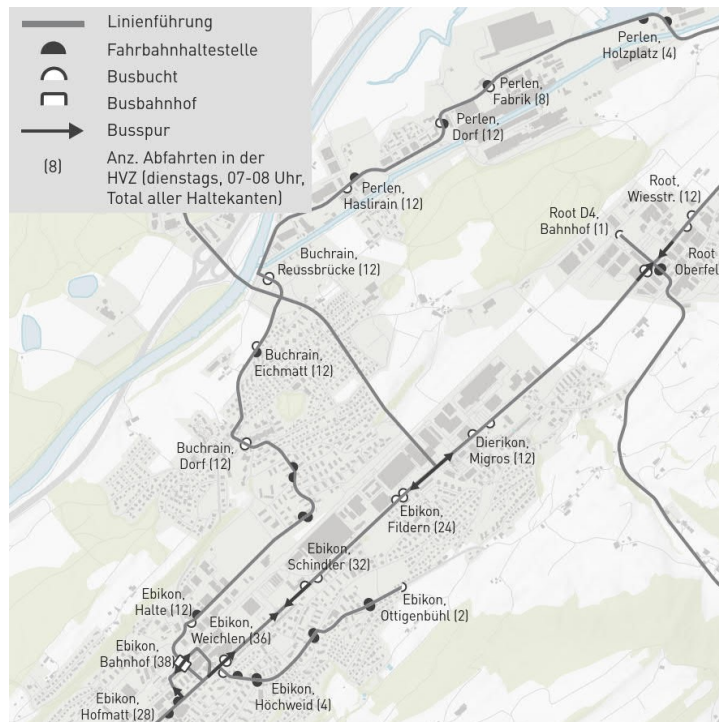 Linienführung
Fahrbahnhaltestelle
Busbucht
Busbahnhof
Busspur
(8) Anz. Abfahrten in der
HVZ (dienstags, 07-08 Uhr,
Total aller Haltekanten)
Perlen,
Holzplatz (4)
Perlen,
Fabrik (8)
Perlen,
Dorf (12)
Perlen,
Haslirain (12)
Root,
Wiesstr. (12)
Root D4,
Bahnhof (1)
Root
Oberfel
Buchrain,
Reussbrücke (12)
Buchrain,
Eichmatt (12)
Buchrain,
Dorf (12)
Dierikon,
Migros (12)
Ebikon,
Fildern (24)
Ebikon,
Schindler (32)
Ebikon,
Ottigenbühl (2)
Ebikon,
Halte (12)
Ebikon,
Weichlen (36)
Ebikon,
Bahnhof (38)
Ebikon,
Höchweid (4)
Ebikon,
Hofmatt (28)